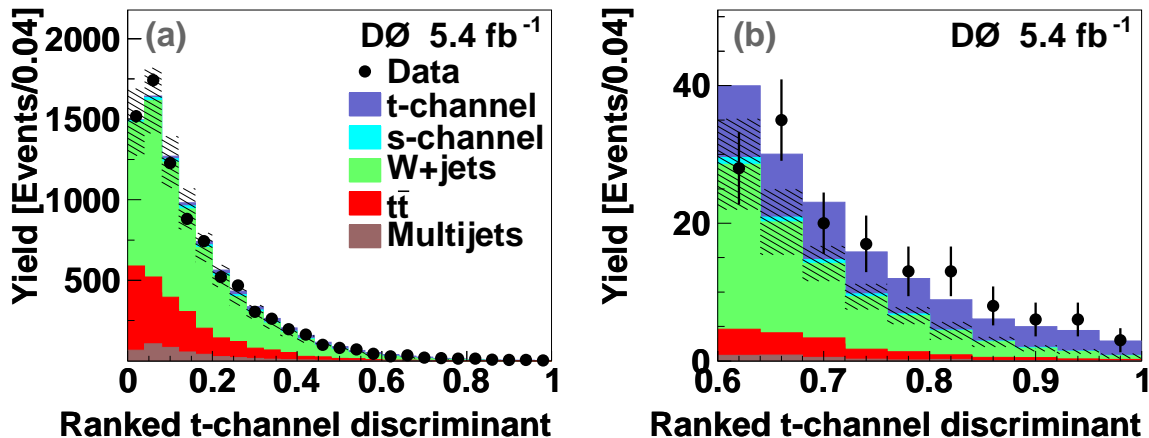 (a) DØ 5.4 fb⁻¹
Data
t-channel
s-channel
W+jets
tt̄
Multijets
Yield [Events/0.04]
2000
1500
1000
500
0 0.2 0.4 0.6 0.8 1
Ranked t-channel discriminant
(b) DØ 5.4 fb⁻¹
Yield [Events/0.04]
40
20
0
0.6 0.7 0.8 0.9 1
Ranked t-channel discriminant